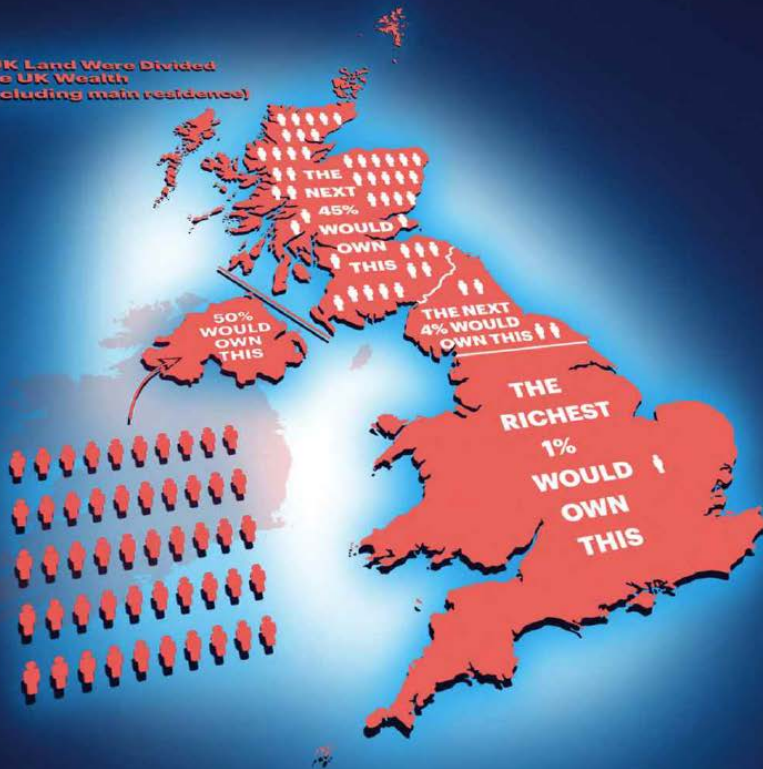 UK Land Were Divided
UK Wealth
cluding main residence)
THE
NEXT
45%
WOULD
OWN
THIS
50%
WOULD
OWN
THIS
THE NEXT
4% WOULD
OWN THIS
THE
RICHEST
1%
WOULD
OWN
THIS